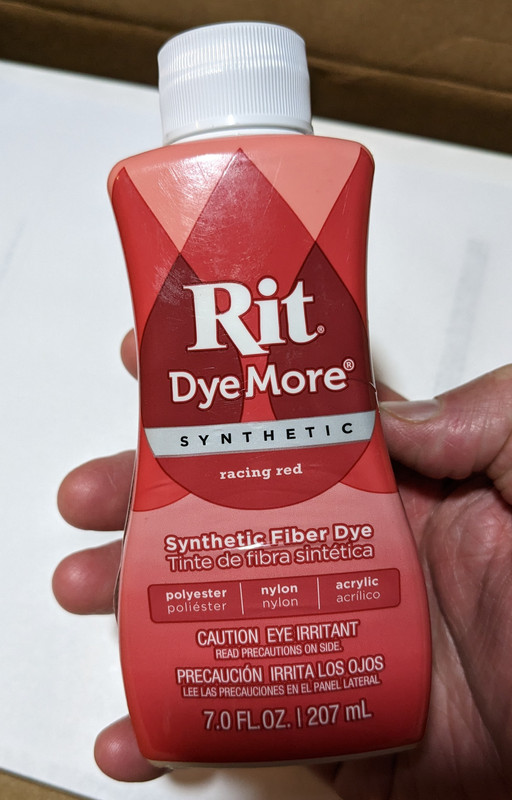 Rit®
DyeMore®
SYNTHETIC
racing red
Synthetic Fiber Dye
Tinte de fibra sintética
polyester nylon acrylic
poliéster nylon acrílico
CAUTION EYE IRRITANT
READ PRECAUTIONS ON SIDE.
PRECAUCIÓN IRRITA LOS OJOS
LEE LAS PRECAUCIONES EN EL PANEL LATERAL
7.0 FL.OZ. | 207 mL